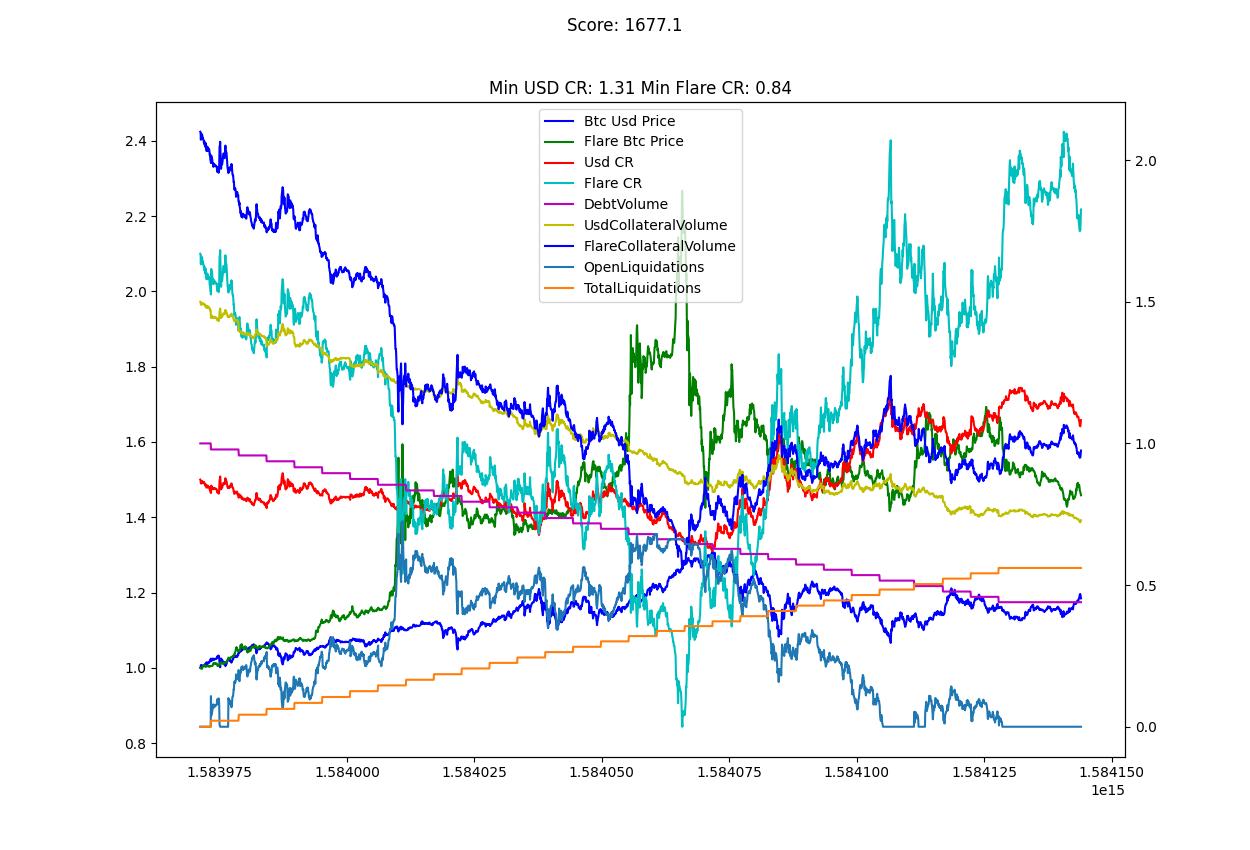 Score: 1677.1
Min USD CR: 1.31 Min Flare CR: 0.84
Btc Usd Price
Flare Btc Price
Usd CR
Flare CR
DebtVolume
UsdCollateralVolume
FlareCollateralVolume
OpenLiquidations
TotalLiquidations
2.4
2.2
2.0
1.8
1.6
1.4
1.2
1.0
0.8
2.0
1.5
1.0
0.5
0.0
1.583975 1.584000 1.584025 1.584050 1.584075 1.584100 1.584125 1.584150
1e15